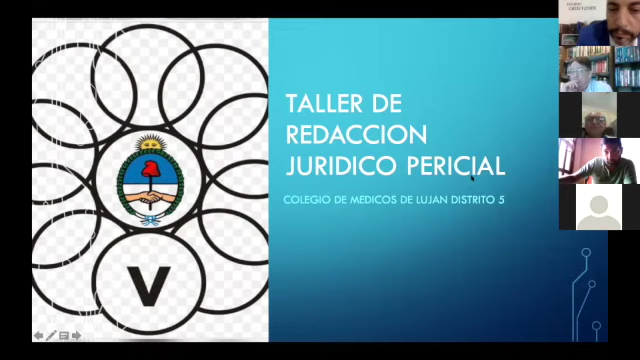 TALLER DE
REDACCION
JURIDICO PERICIAL
COLEGIO DE MEDICOS DE LUJAN DISTRITO 5
V